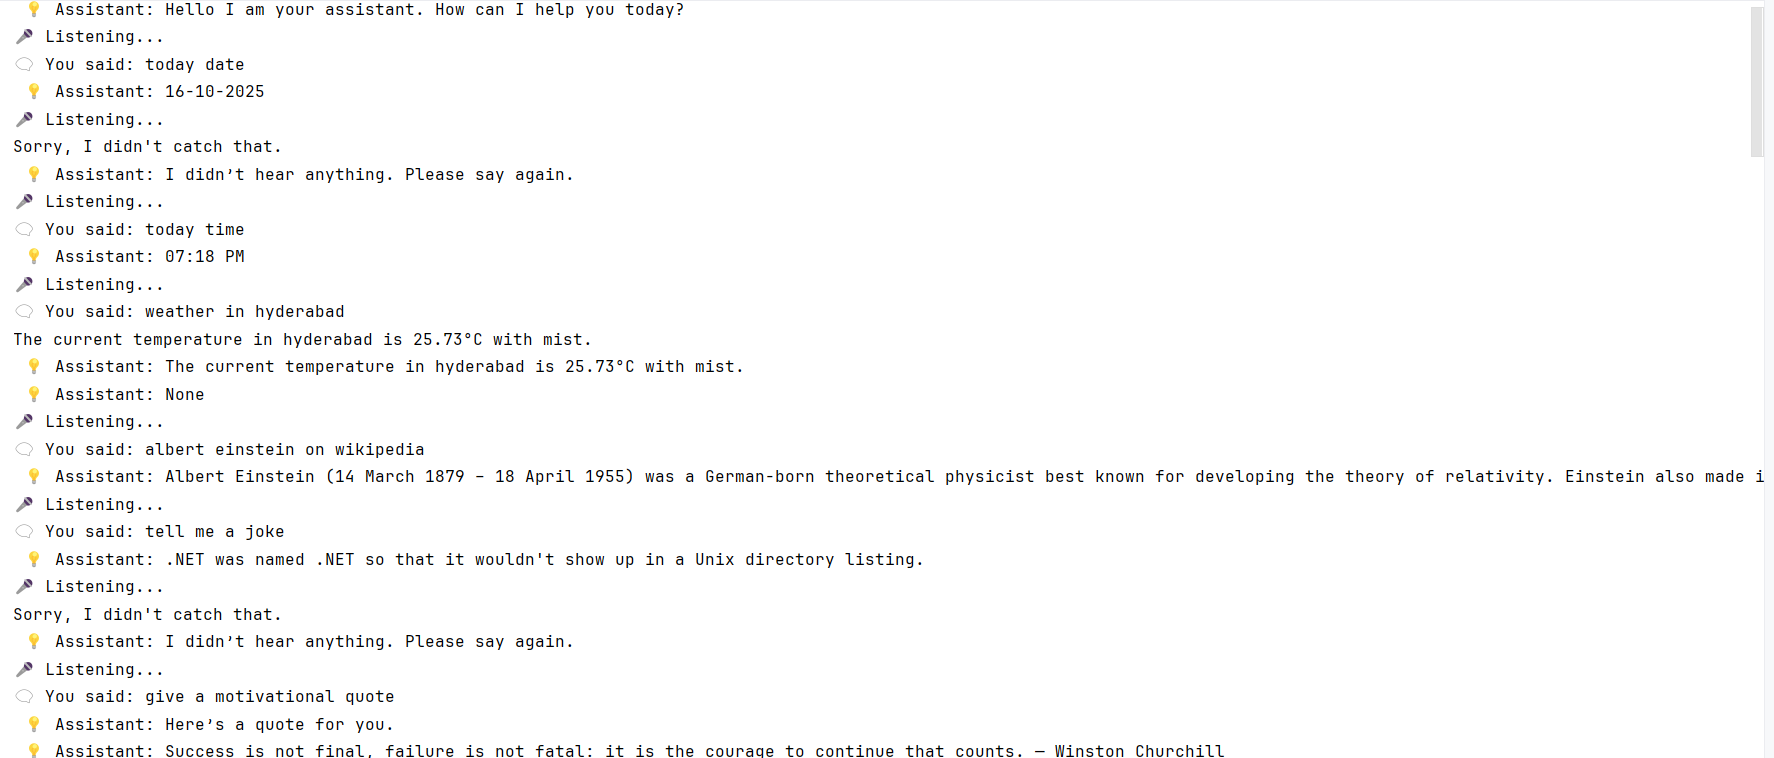 💡 Assistant: Hello I am your assistant. How can I help you today?
🎤 Listening...
🗨 You said: today date
💡 Assistant: 16-10-2025
🎤 Listening...
Sorry, I didn't catch that.
💡 Assistant: I didn’t hear anything. Please say again.
🎤 Listening...
🗨 You said: today time
💡 Assistant: 07:18 PM
🎤 Listening...
🗨 You said: weather in hyderabad
The current temperature in hyderabad is 25.73°C with mist.
💡 Assistant: The current temperature in hyderabad is 25.73°C with mist.
💡 Assistant: None
🎤 Listening...
🗨 You said: albert einstein on wikipedia
💡 Assistant: Albert Einstein (14 March 1879 – 18 April 1955) was a German-born theoretical physicist best known for developing the theory of relativity. Einstein also made i
🎤 Listening...
🗨 You said: tell me a joke
💡 Assistant: .NET was named .NET so that it wouldn't show up in a Unix directory listing.
🎤 Listening...
Sorry, I didn't catch that.
💡 Assistant: I didn’t hear anything. Please say again.
🎤 Listening...
🗨 You said: give a motivational quote
💡 Assistant: Here’s a quote for you.
💡 Assistant: Success is not final, failure is not fatal: it is the courage to continue that counts. — Winston Churchill